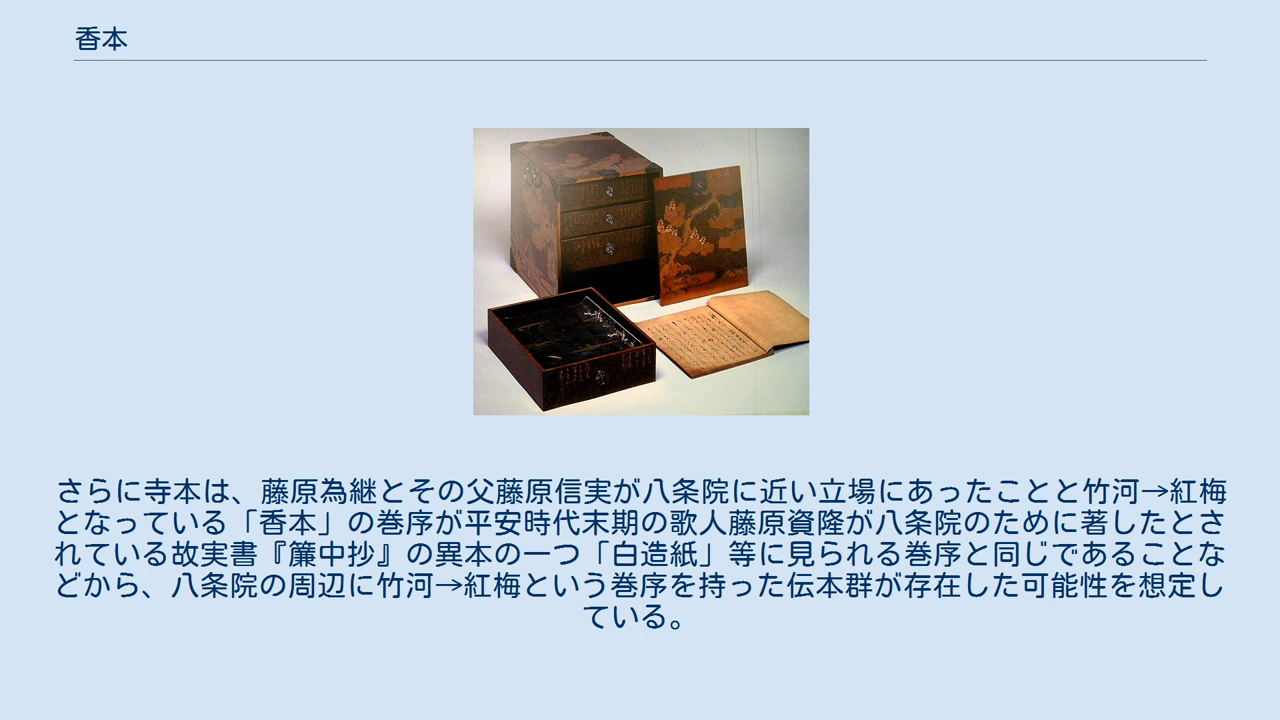 香本
さらに寺本は、藤原為継とその父藤原信実が八条院に近い立場にあったことと竹河→紅梅
となっている「香本」の巻序が平安時代末期の歌人藤原資隆が八条院のために著したとさ
れている故実書『簾中抄』の異本の一つ「白造紙」等に見られる巻序と同じであることな
どから、八条院の周辺に竹河→紅梅という巻序を持った伝本群が存在した可能性を想定し
ている。